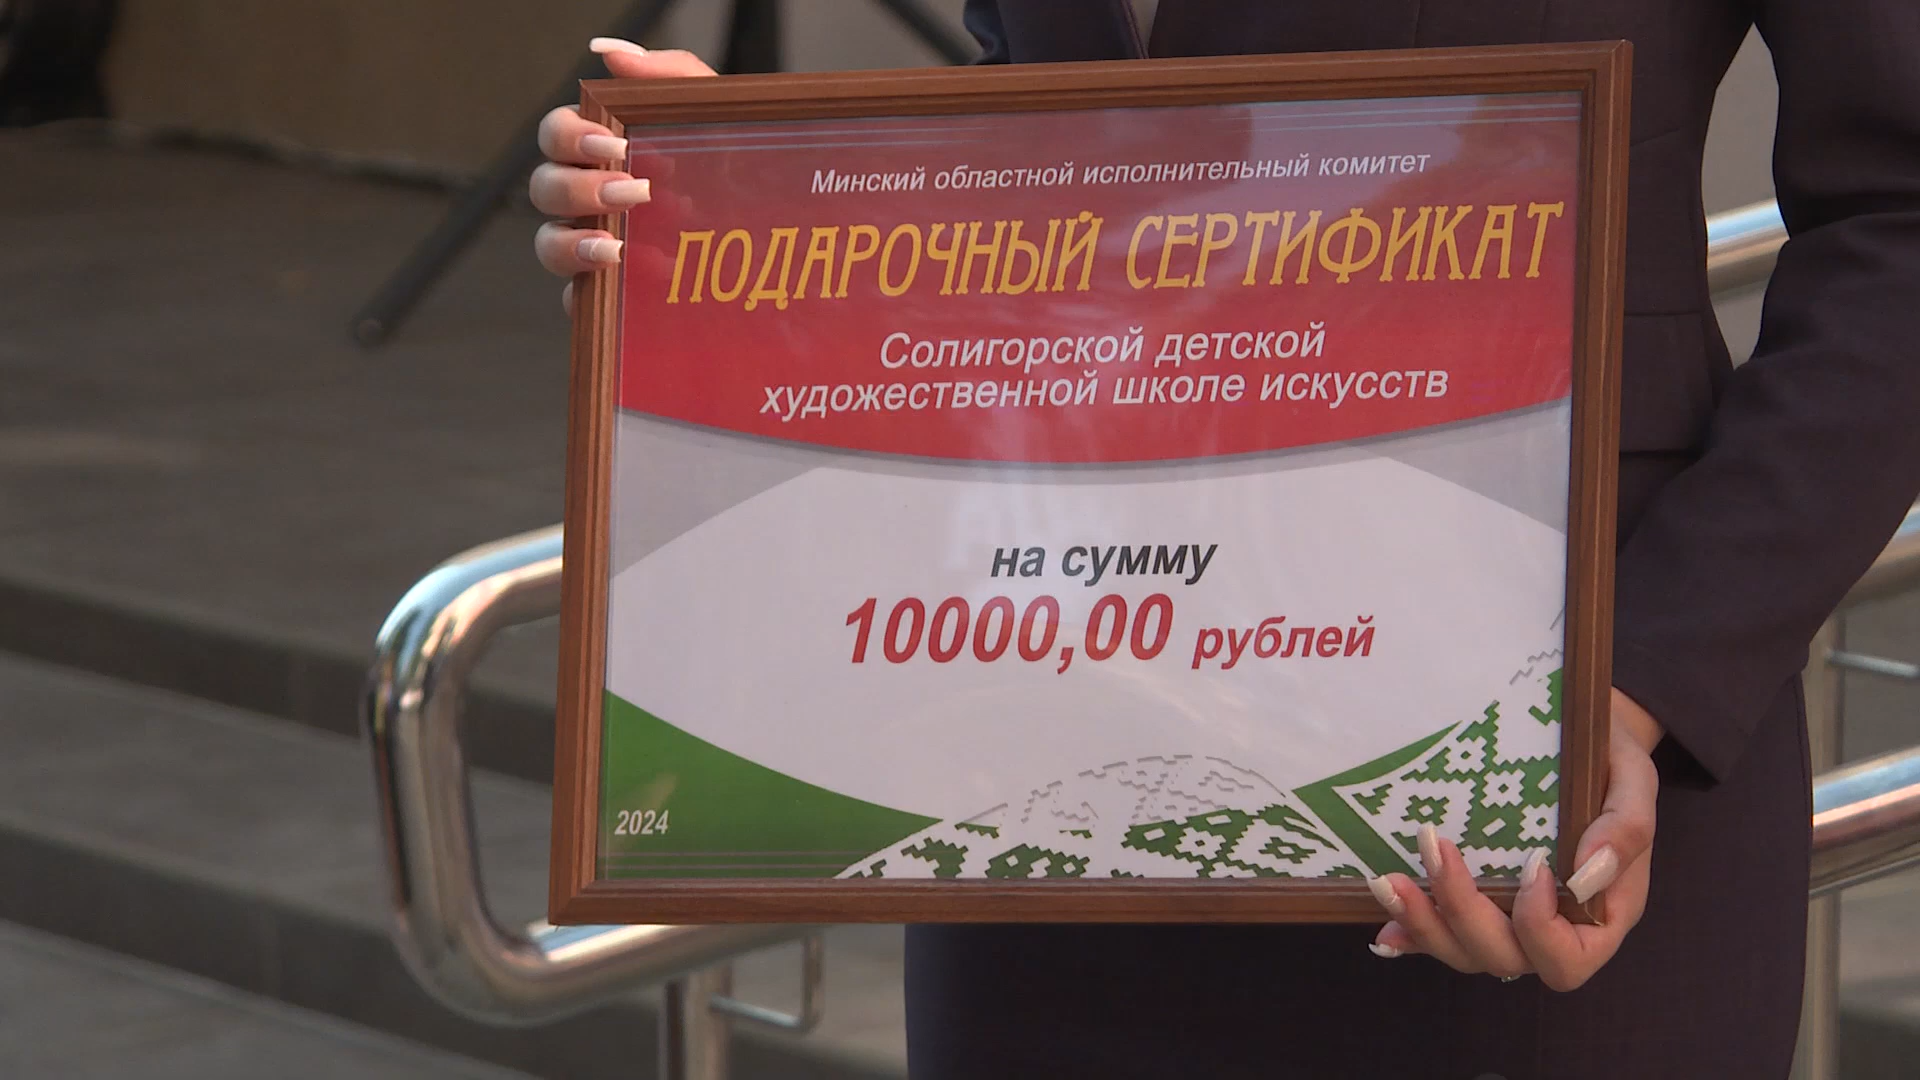 Минский областной исполнительный комитет
ПОДАРОЧНЫЙ СЕРТИФИКАТ
Солигорской детской
художественной школе искусств
на сумму
10000,00 рублей
2024